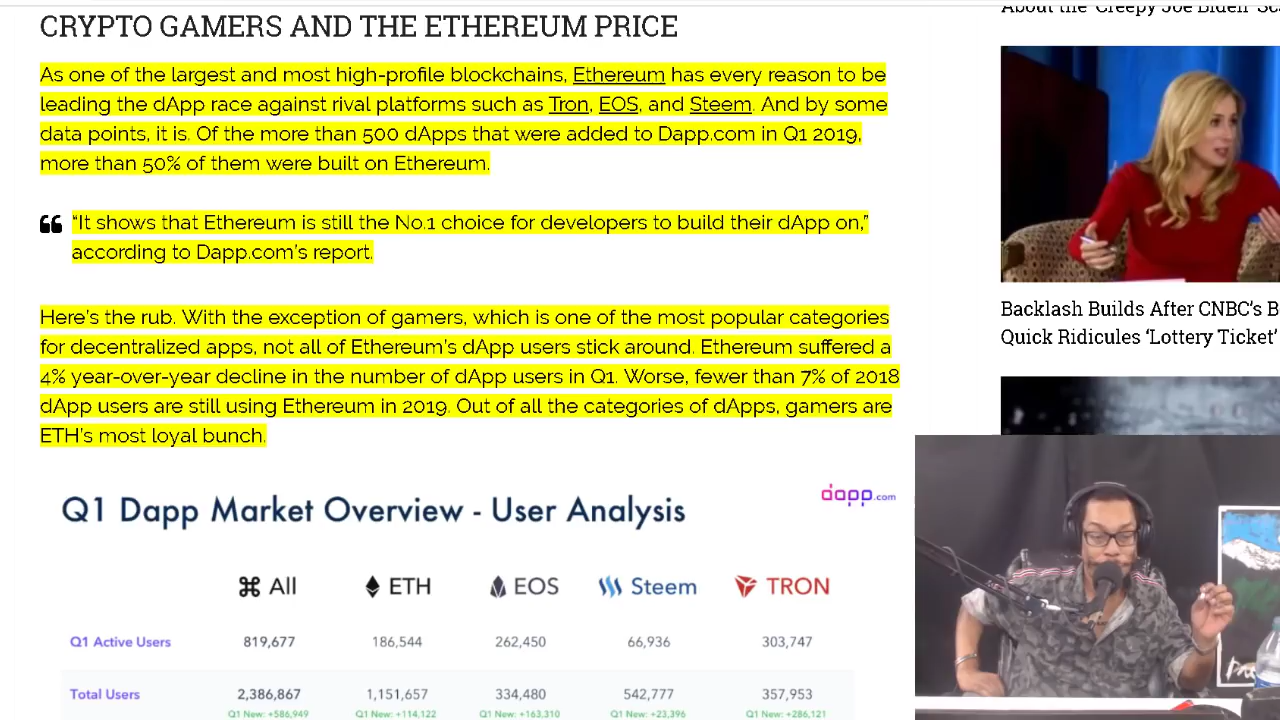 About the 'Creepy Joe Biden' Sc
CRYPTO GAMERS AND THE ETHEREUM PRICE
As one of the largest and most high-profile blockchains, Ethereum has every reason to be
leading the dApp race against rival platforms such as Tron, EOS, and Steem. And by some
data points, it is. Of the more than 500 dApps that were added to Dapp.com in Q1 2019,
more than 50% of them were built on Ethereum.
“It shows that Ethereum is still the No.1 choice for developers to build their dApp on,”
according to Dapp.com’s report.
Here’s the rub. With the exception of gamers, which is one of the most popular categories
for decentralized apps, not all of Ethereum’s dApp users stick around. Ethereum suffered a
4% year-over-year decline in the number of dApp users in Q1. Worse, fewer than 7% of 2018
dApp users are still using Ethereum in 2019. Out of all the categories of dApps, gamers are
ETH’s most loyal bunch.
Backlash Builds After CNBC’s B
Quick Ridicules ‘Lottery Ticket’
Q1 Dapp Market Overview - User Analysis
dapp.com
All ETH EOS Steem TRON
Q1 Active Users 819,677 186,544 262,450 66,936 303,747
Total Users 2,386,867 1,151,657 334,480 542,777 357,953
Q1 New: +586,949 Q1 New: +114,122 Q1 New: +163,310 Q1 New: +23,396 Q1 New: +286,121